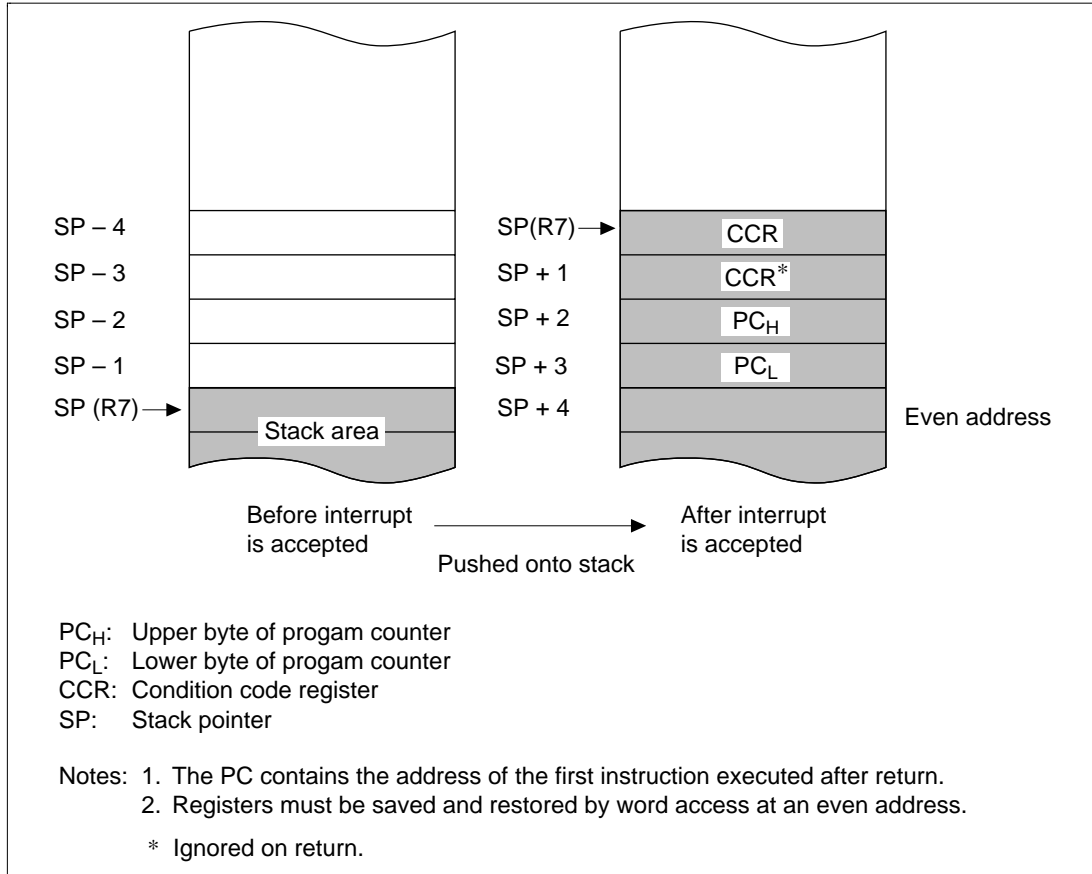 SP – 4
SP – 3
SP – 2
SP – 1
SP (R7)
Stack area
SP(R7)
SP + 1
SP + 2
SP + 3
SP + 4
CCR
CCR*
PCH
PCL
Even address
Before interrupt
is accepted
Pushed onto stack
After interrupt
is accepted
PCH: Upper byte of progam counter
PCL: Lower byte of progam counter
CCR: Condition code register
SP: Stack pointer
Notes: 1. The PC contains the address of the first instruction executed after return.
2. Registers must be saved and restored by word access at an even address.
* Ignored on return.